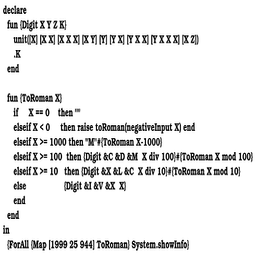 declare
fun {Digit X Y Z K}
unit([X] [X X] [X X X] [X Y] [Y] [Y X] [Y X X] [Y X X X] [X Z])
.K
end
fun {ToRoman X}
if X == 0 then ""
elseif X < 0 then raise toRoman(negativeInput X) end
elseif X >= 1000 then "M"#{ToRoman X-1000}
elseif X >= 100 then {Digit &C &D &M X div 100}#{ToRoman X mod 100}
elseif X >= 10 then {Digit &X &L &C X div 10}#{ToRoman X mod 10}
else {Digit &I &V &X X}
end
end
in
{ForAll {Map [1999 25 944] ToRoman} System.showInfo}